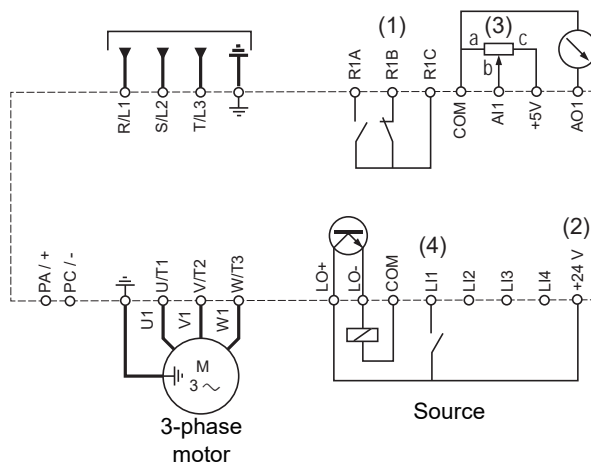 (1)
(3)
a
c
b
R/L1
S/L2
T/L3
R1A
R1B
R1C
COM
AI1
+5V
AO1
PA / +
PC / -
U/T1
V/T2
W/T3
U1
V1
W1
M
3
LO+
LO-
COM
(4)
LI1
LI2
LI3
LI4
(2)
+24 V
3-phase
motor
Source